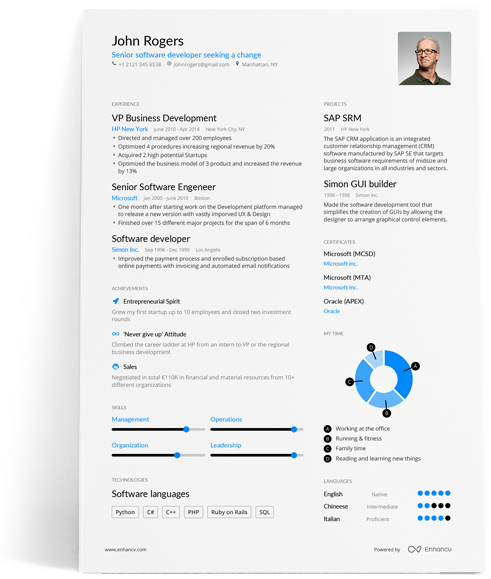 John Rogers
Senior software developer seeking a change
+1 2121 345 6538 johnrogers@gmail.com Manhattan, NY
EXPERIENCE
VP Business Development
HP New York June 2010 - Apr 2014 New York City, NY
Directed and managed over 200 employees
Optimized 4 procedures increasing regional revenue by 20%
Acquired 2 high potential Startups
Optimized the business model of 3 product and increased the revenue
by 13%
Senior Software Engeneer
Microsoft Jan 2000 - June 2010 Boston
One month after starting work on the Development platform managed
to release a new version with vastly imporved UX & Design
Finished over 15 different major projects for the span of 6 months
Software developer
Simon Inc. Sep 1996 - Dec 1999 Los Angelis
Improved the payment process and enrolled subscription based
online payments with invoicing and automated email notifications
ACHIEVEMENTS
Entrepreneurial Spirit
Grew my first startup up to 10 employees and closed two investment
rounds
'Never give up' Attitude
Climbed the career ladder at HP from an intern to VP or the regional
business development
Sales
Negotiated in total €110K in financial and material resources from 10+
different organizations
SKILLS
Management Operations
Organization Leadership
TECHNOLOGIES
Software languages
Python C# C++ PHP Ruby on Rails SQL
PROJECTS
SAP SRM
2011 HP New York
The SAP CRM application is an integrated
customer relationship management (CRM)
software manufactured by SAP SE that targets
business software requirements of midsize and
large organizations in all industries and sectors.
Simon GUI builder
1996 - 1998 Simon Inc.
Made the software development tool that
simplifies the creation of GUIs by allowing the
designer to arrange graphical control elements.
CERTIFICATES
Microsoft (MCSD)
Microsoft Inc.
Microsoft (MTA)
Microsoft Inc.
Oracle (APEX)
Oracle
MY TIME
D
A
C
B
A Working at the office
B Running & fitness
C Family time
D Reading and learning new things
LANGUAGES
English Native
Chineese Intermediate
Italian Proficient
www.enhancv.com
Powered by Enhancv